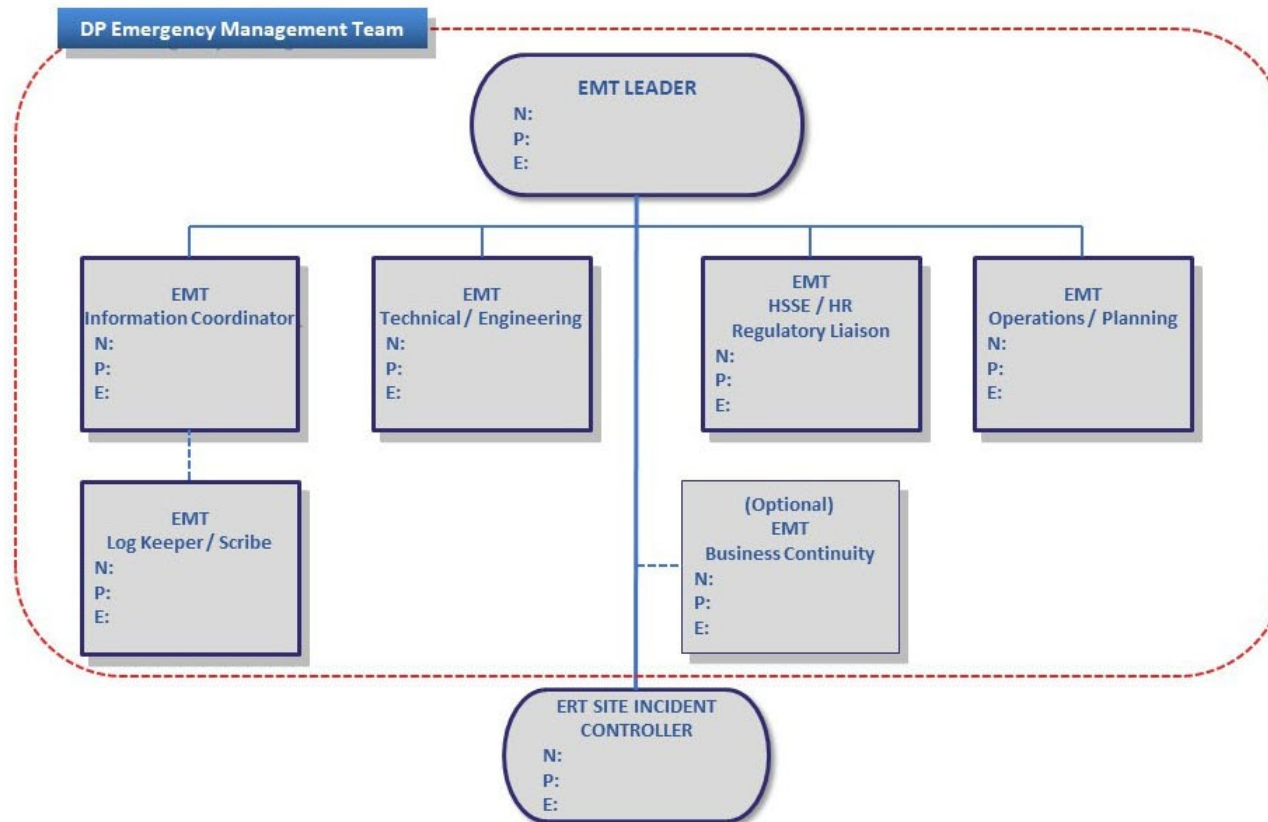 DP Emergency Management Team
EMT LEADER
N:
P:
E:
EMT
Information Coordinator
N:
P:
E:
EMT
Technical / Engineering
N:
P:
E:
EMT
HSSE / HR
Regulatory Liaison
N:
P:
E:
EMT
Operations / Planning
N:
P:
E:
EMT
Log Keeper / Scribe
N:
P:
E:
(Optional)
EMT
Business Continuity
N:
P:
E:
ERT SITE INCIDENT
CONTROLLER
N:
P:
E: